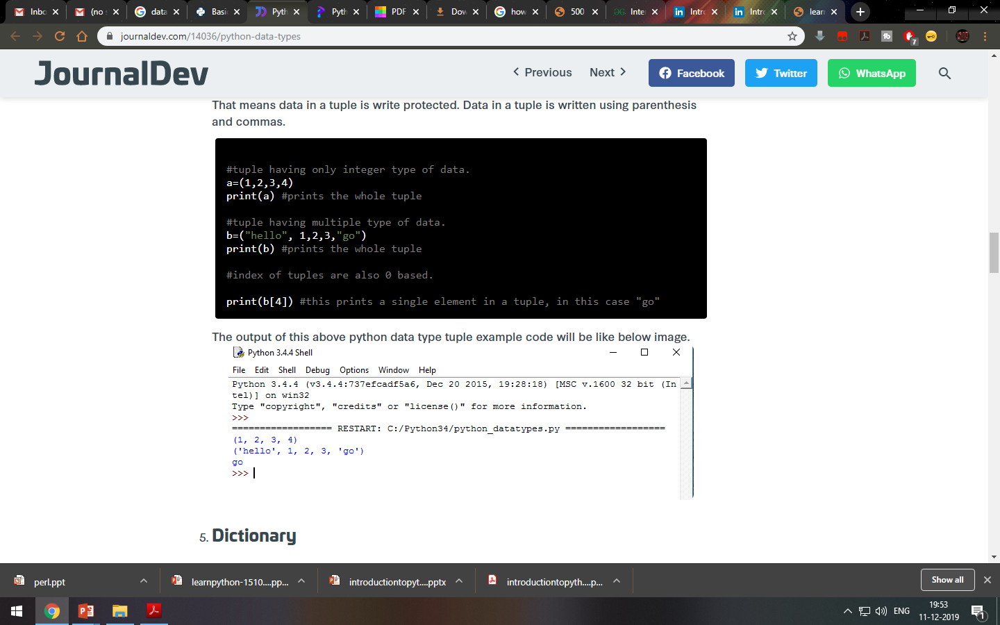 Inbo
(no
data
Basi
Pyth
Pyth
PDF
Dow
how
500
Inte
Intro
Intro
learn
journaldev.com/14036/python-data-types
7
JournalDev
Previous
Next
Facebook
Twitter
WhatsApp
That means data in a tuple is write protected. Data in a tuple is written using parenthesis
and commas.
#tuple having only integer type of data.
a=(1,2,3,4)
print(a) #prints the whole tuple
#tuple having multiple type of data.
b=("hello", 1,2,3,"go")
print(b) #prints the whole tuple
#index of tuples are also 0 based.
print(b[4]) #this prints a single element in a tuple, in this case "go"
The output of this above python data type tuple example code will be like below image.
Python 3.4.4 Shell
File Edit Shell Debug Options Window Help
Python 3.4.4 (v3.4.4:737efcadf5a6, Dec 20 2015, 19:28:18) [MSC v.1600 32 bit (In
tel)] on win32
Type "copyright", "credits" or "license()" for more information.
>>>
================== RESTART: C:/Python34/python_datatypes.py ==================
(1, 2, 3, 4)
('hello', 1, 2, 3, 'go')
go
>>>
5. Dictionary
perl.ppt
learnpython-1510....pp...
introductiontopyt....pptx
introductiontopyth....p...
Show all
ENG
19:53
11-12-2019
1